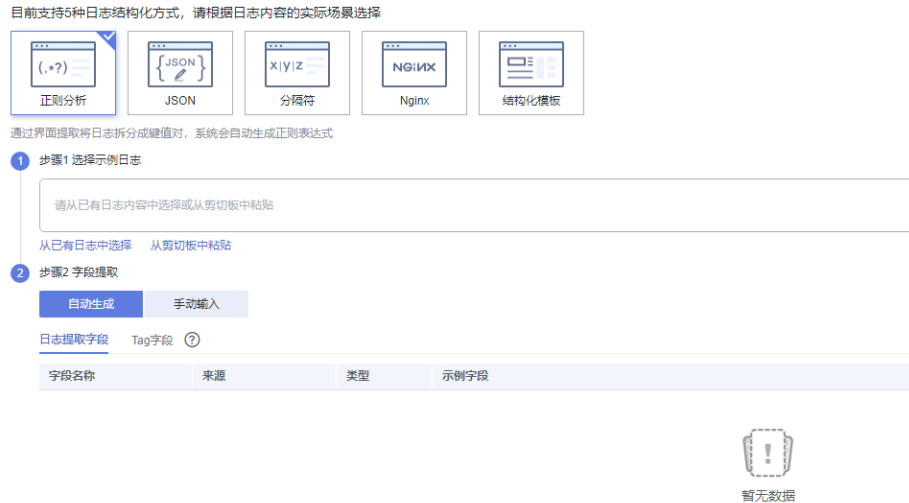 目前支持5种日志结构化方式，请根据日志内容的实际场景选择
(.*?)
{JSON}
x|y|z
NGiNX
正则分析
JSON
分隔符
Nginx
结构化模板
通过界面提取将日志拆分成键值对，系统会自动生成正则表达式
1 步骤1 选择示例日志
请从已有日志内容中选择或从剪切板中粘贴
从已有日志中选择 从剪切板中粘贴
2 步骤2 字段提取
自动生成 手动输入
日志提取字段 Tag字段 ?
字段名称 来源 类型 示例字段
暂无数据